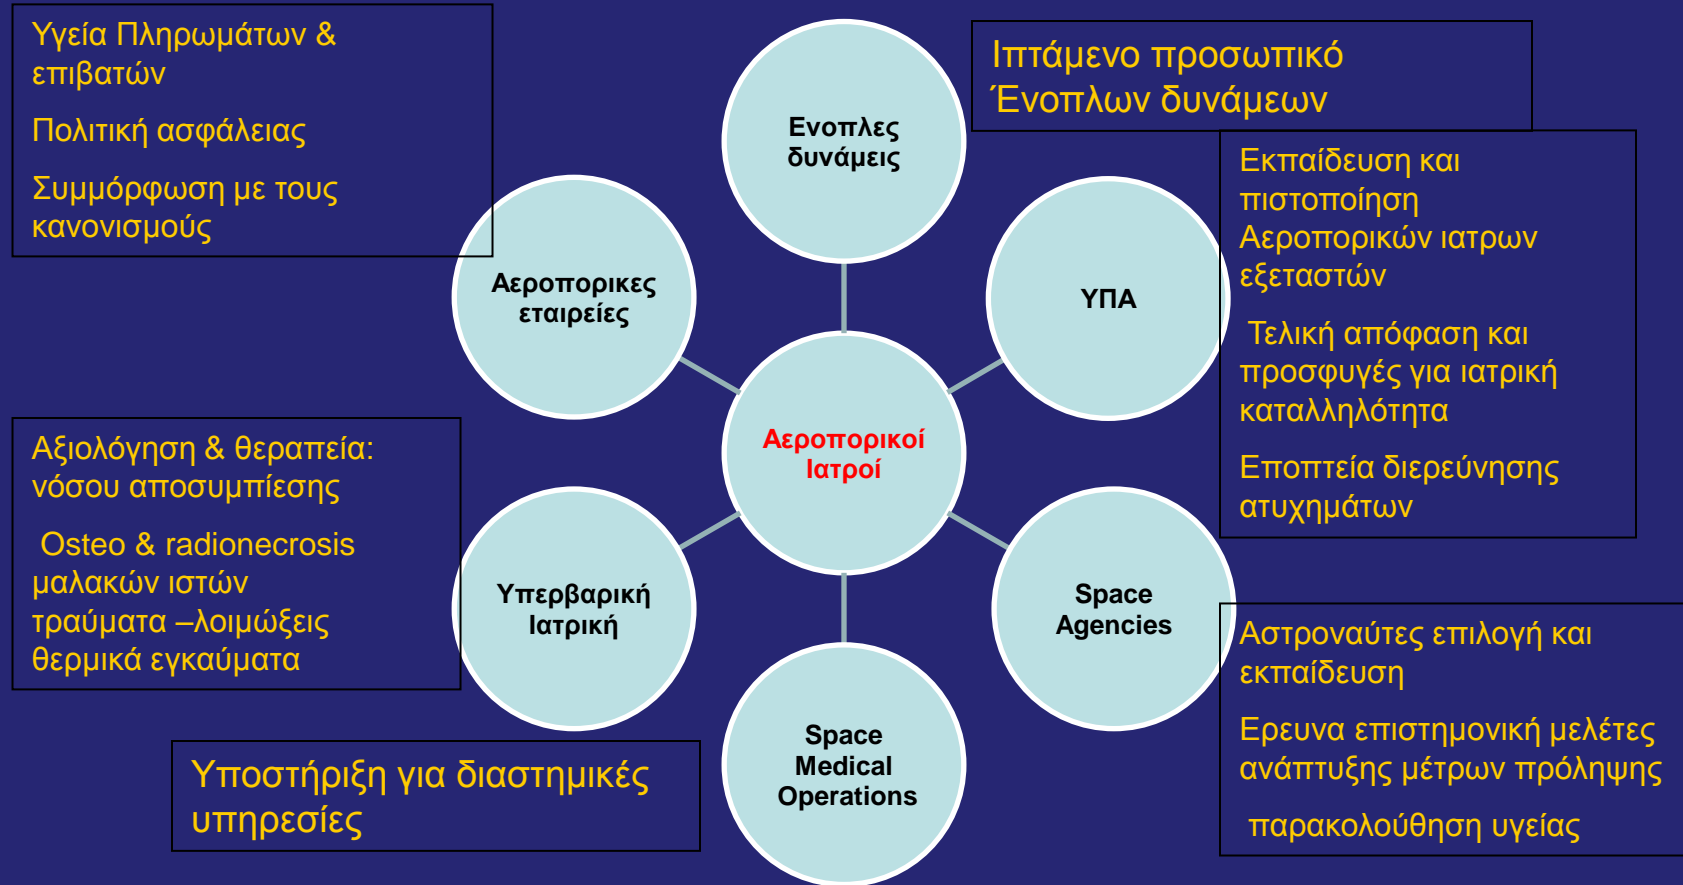 Υγεία Πληρωμάτων &
επιβατών
Πολιτική ασφάλειας
Συμμόρφωση με τους
κανονισμούς
Ενοπλες
δυνάμεις
Ιπτάμενο προσωπικό
Ένοπλων δυνάμεων
Αεροπορικες
εταιρείες
ΥΠΑ
Εκπαίδευση και
πιστοποίηση
Αεροπορικών ιατρων
εξεταστών
Τελική απόφαση και
προσφυγές για ιατρική
καταλληλότητα
Εποπτεία διερεύνησης
ατυχημάτων
Αεροπορικοί
Ιατροί
Αξιολόγηση & θεραπεία:
νόσου αποσυμπίεσης
Osteo & radionecrosis
μαλακών ιστών
τραύματα –λοιμώξεις
θερμικά εγκαύματα
Υπερβαρική
Ιατρική
Space
Agencies
Αστροναύτες επιλογή και
εκπαίδευση
Ερευνα επιστημονική μελέτες
ανάπτυξης μέτρων πρόληψης
παρακολούθηση υγείας
Space
Medical
Operations
Υποστήριξη για διαστημικές
υπηρεσίες